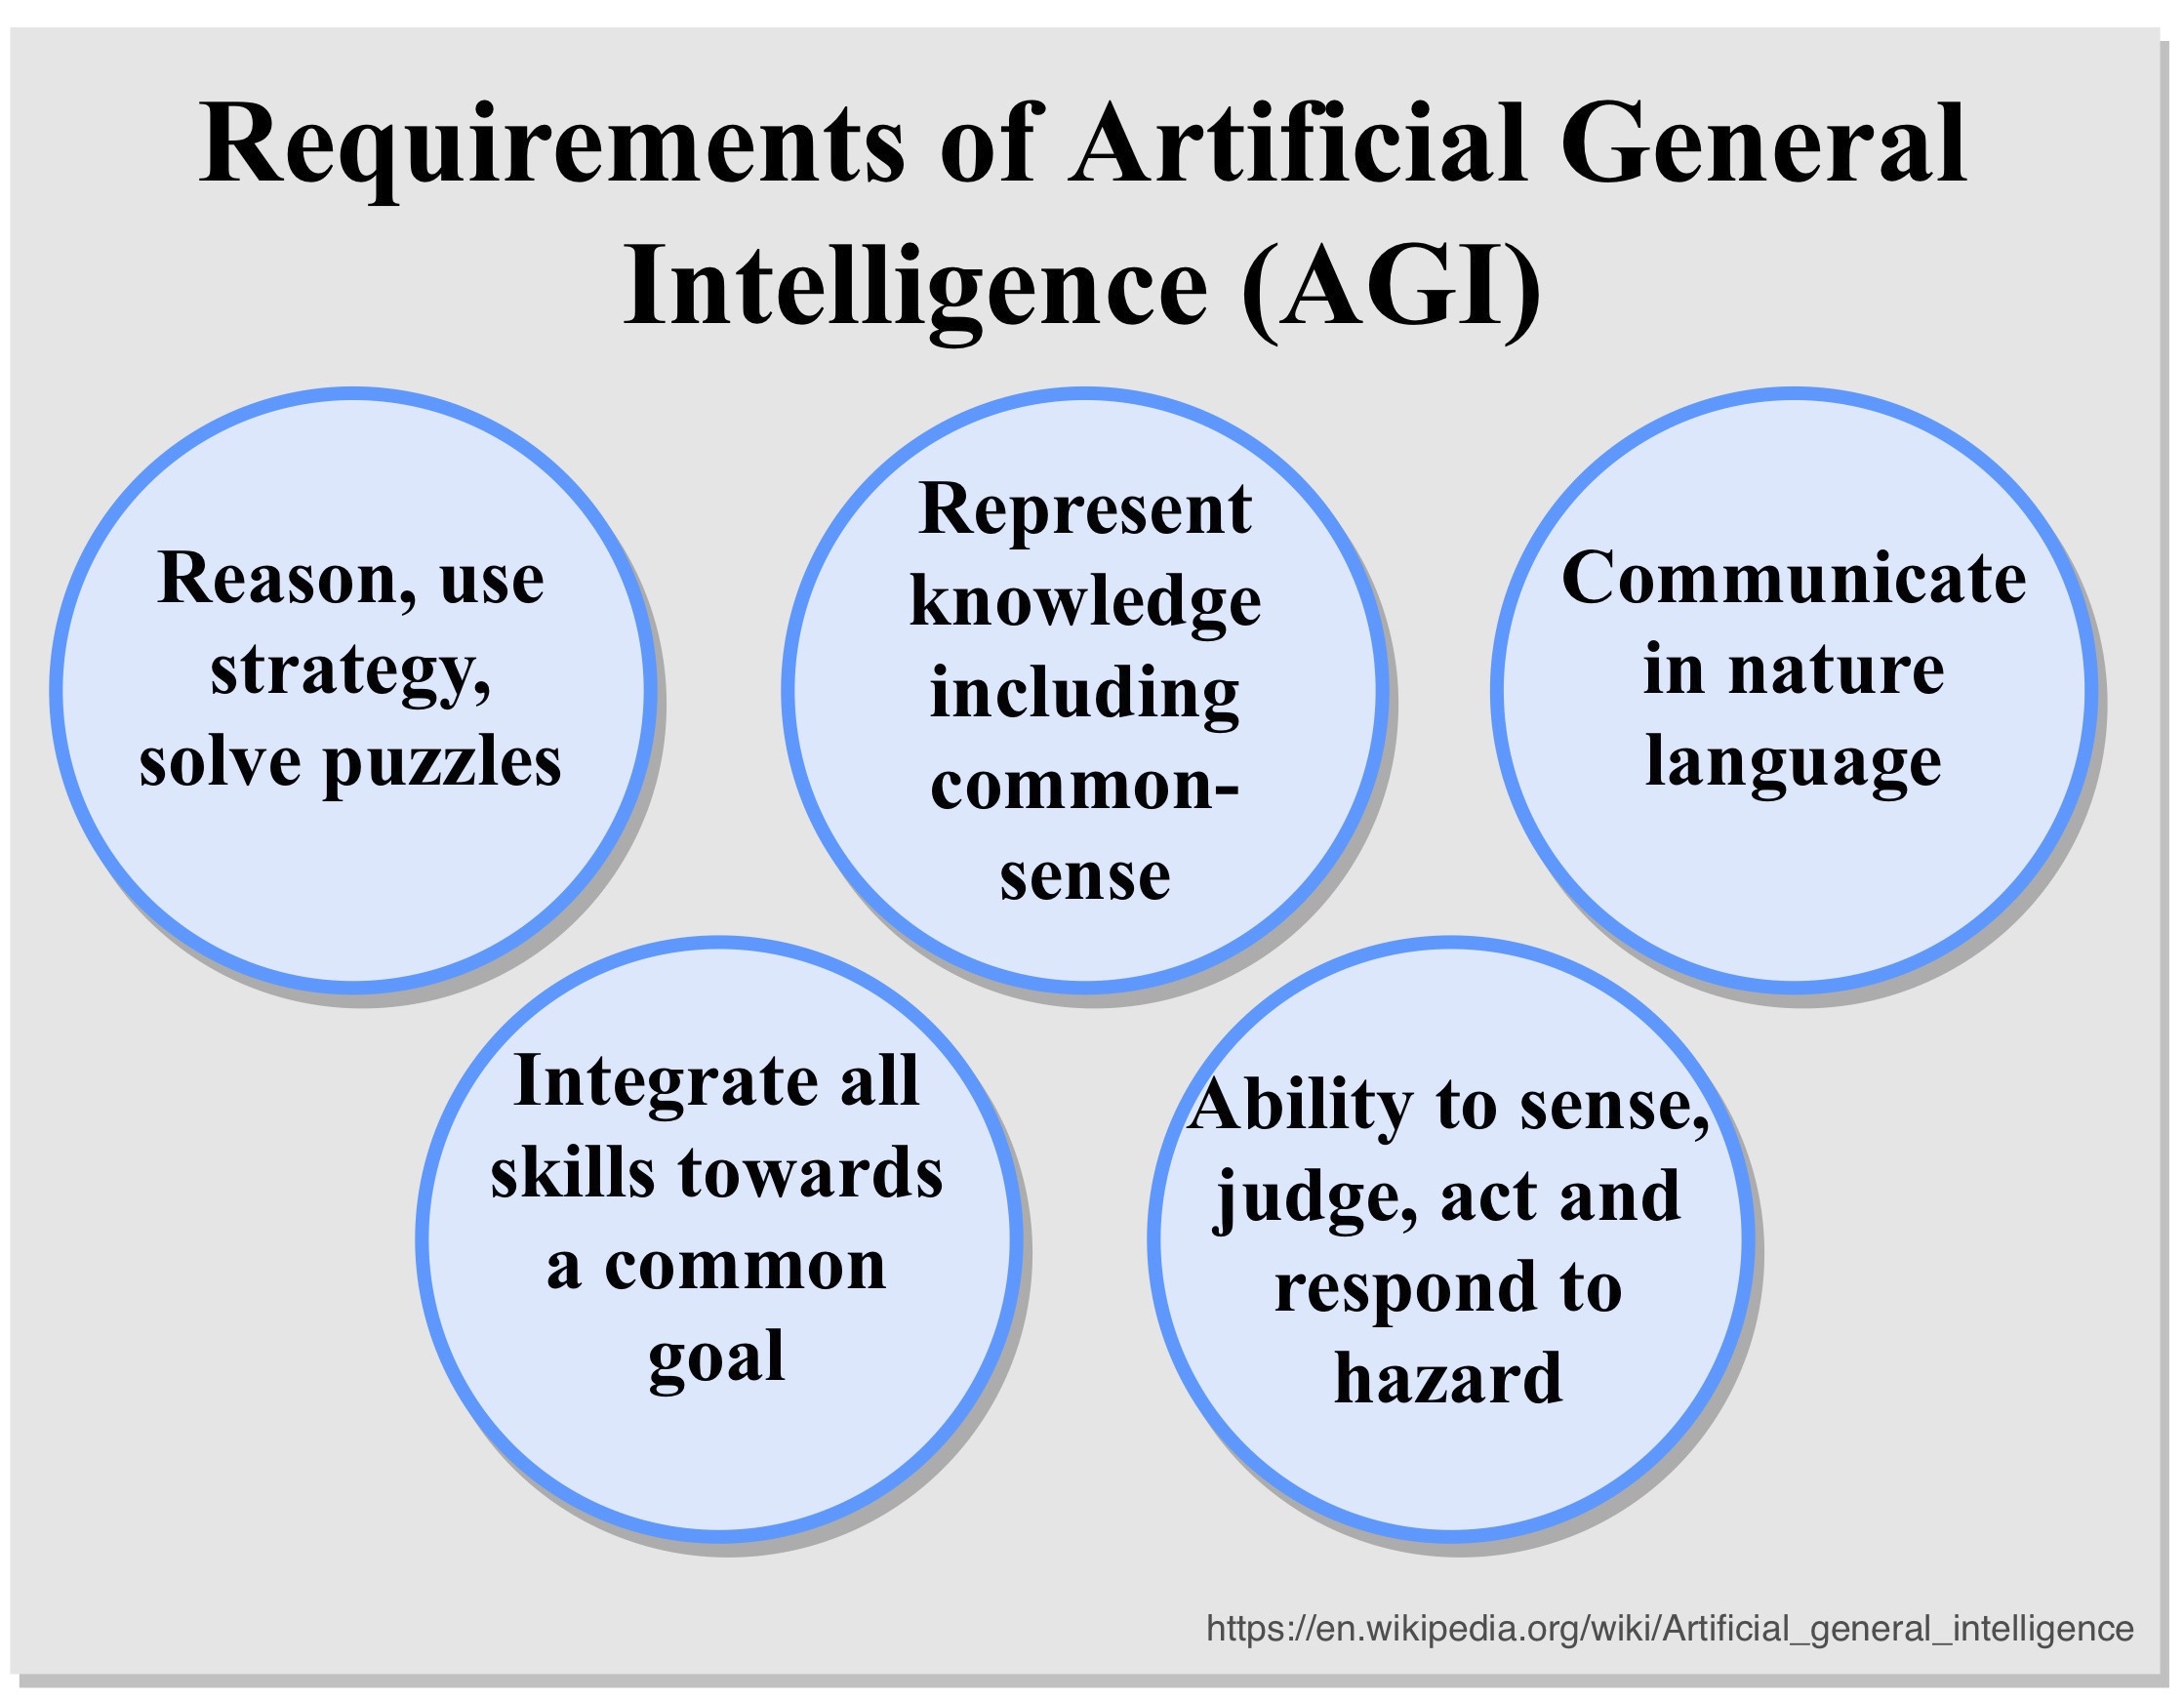 Requirements of Artificial General
Intelligence (AGI)
Reason, use
strategy,
solve puzzles
Represent
knowledge
including
common-
sense
Communicate
in nature
language
Integrate all
skills towards
a common
goal
Ability to sense,
judge, act and
respond to
hazard
https://en.wikipedia.org/wiki/Artificial_general_intelligence